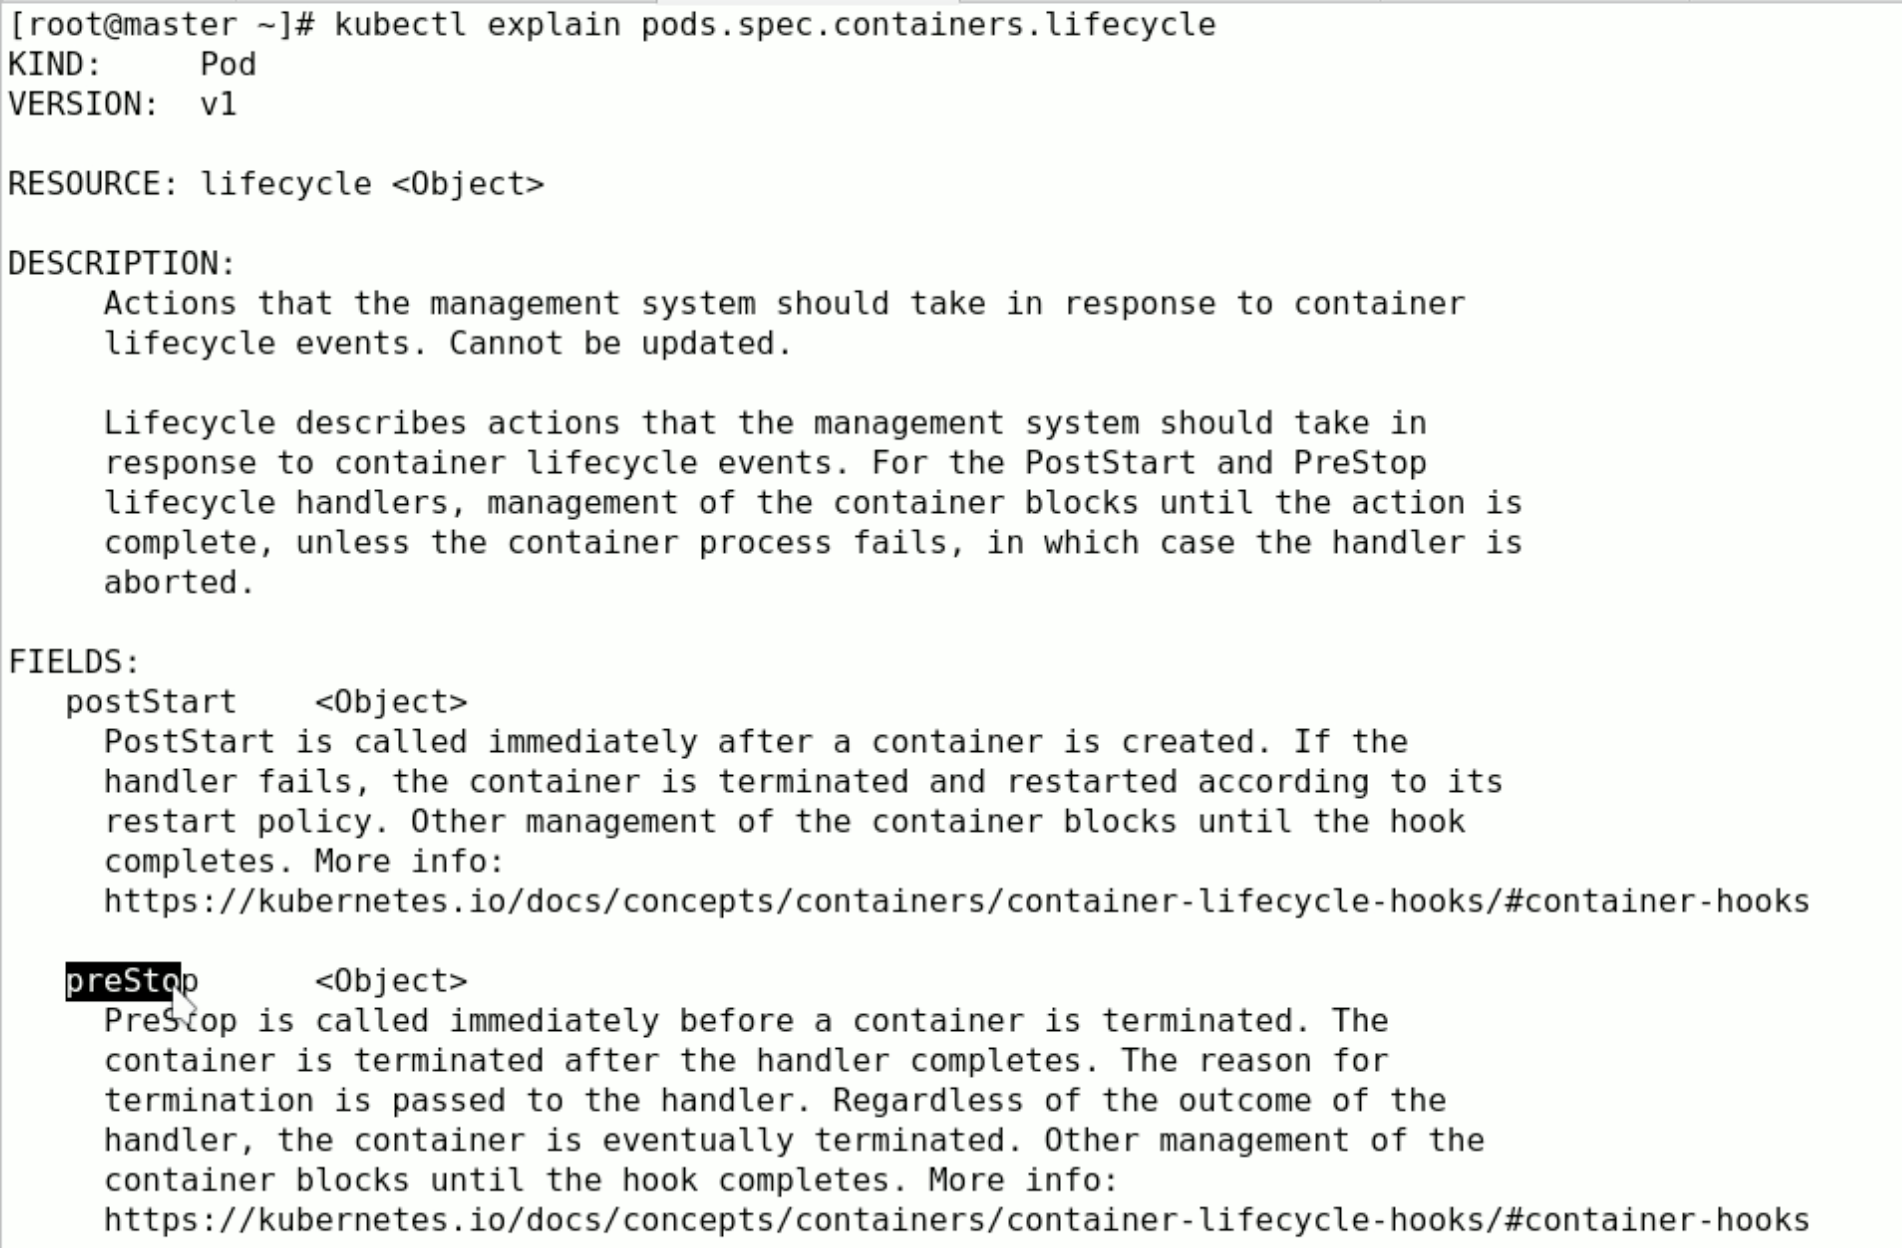 [root@master ~]# kubectl explain pods.spec.containers.lifecycle
KIND:     Pod
VERSION:  v1

RESOURCE: lifecycle <Object>

DESCRIPTION:
     Actions that the management system should take in response to container
     lifecycle events. Cannot be updated.

     Lifecycle describes actions that the management system should take in
     response to container lifecycle events. For the PostStart and PreStop
     lifecycle handlers, management of the container blocks until the action is
     complete, unless the container process fails, in which case the handler is
     aborted.

FIELDS:
   postStart    <Object>
     PostStart is called immediately after a container is created. If the
     handler fails, the container is terminated and restarted according to its
     restart policy. Other management of the container blocks until the hook
     completes. More info:
     https://kubernetes.io/docs/concepts/containers/container-lifecycle-hooks/#container-hooks

   preStop      <Object>
     PreStop is called immediately before a container is terminated. The
     container is terminated after the handler completes. The reason for
     termination is passed to the handler. Regardless of the outcome of the
     handler, the container is eventually terminated. Other management of the
     container blocks until the hook completes. More info:
     https://kubernetes.io/docs/concepts/containers/container-lifecycle-hooks/#container-hooks